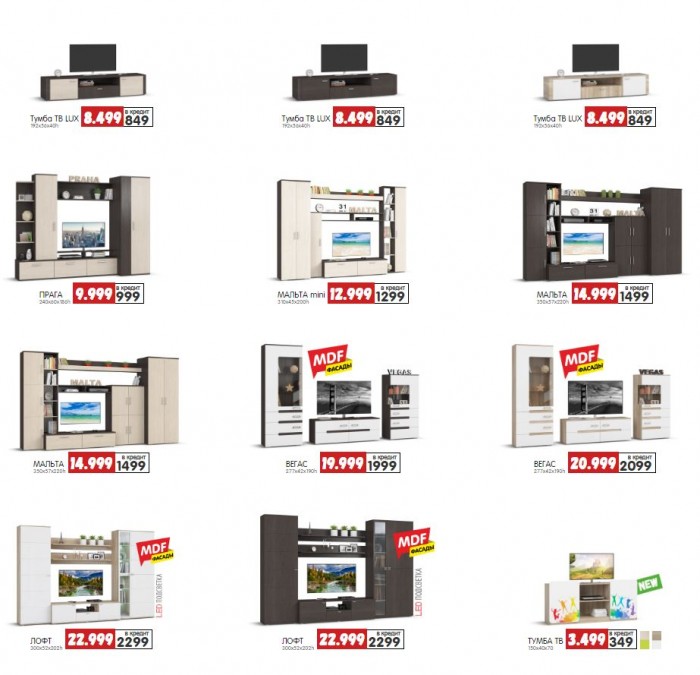 Тумба ТВ LUX 8.499 в кредит 849
192x36x40h
Тумба ТВ LUX 8.499 в кредит 849
192x36x40h
Тумба ТВ LUX 8.499 в кредит 849
192x36x40h
PRAHA
ПРАГА 9.999 в кредит 999
240x60x186h
31 MALTA
МАЛЬТА mini 12.999 в кредит 1299
310x45x200h
31 MALTA
МАЛЬТА 14.999 в кредит 1499
330x57x220h
MALTA
МАЛЬТА 14.999 в кредит 1499
330x57x220h
MDF
ФАСАДЫ
VEGAS
ВЕГАС 19.999 в кредит 1999
277x42x190h
MDF
ФАСАДЫ
VEGAS
ВЕГАС 20.999 в кредит 2099
277x42x190h
MDF
ФАСАДЫ
LED ПОДСВЕТКА
ЛОФТ 22.999 в кредит 2299
300x52x202h
MDF
ФАСАДЫ
LED ПОДСВЕТКА
ЛОФТ 22.999 в кредит 2299
300x52x202h
NEW
ТУМБА ТВ 3.499 в кредит 349
130x40x70